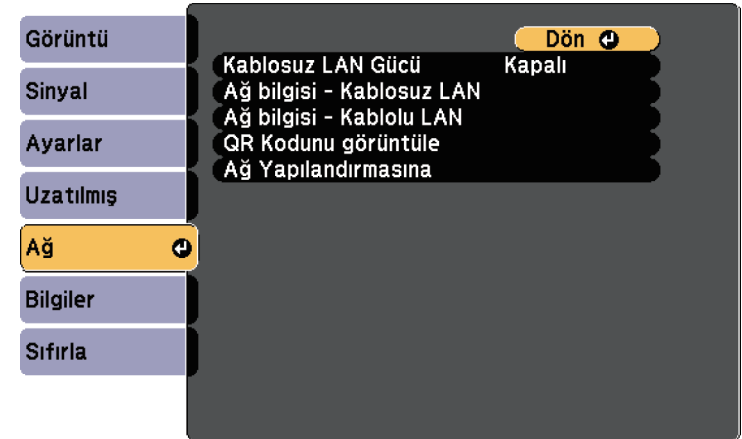 Görüntü
Sinyal
Ayarlar
Uzatılmış
Ağ
Bilgiler
Sıfırla
Dön
Kablosuz LAN Gücü Kapalı
Ağ bilgisi - Kablosuz LAN
Ağ bilgisi - Kablolu LAN
QR Kodunu görüntüle
Ağ Yapılandırmasına